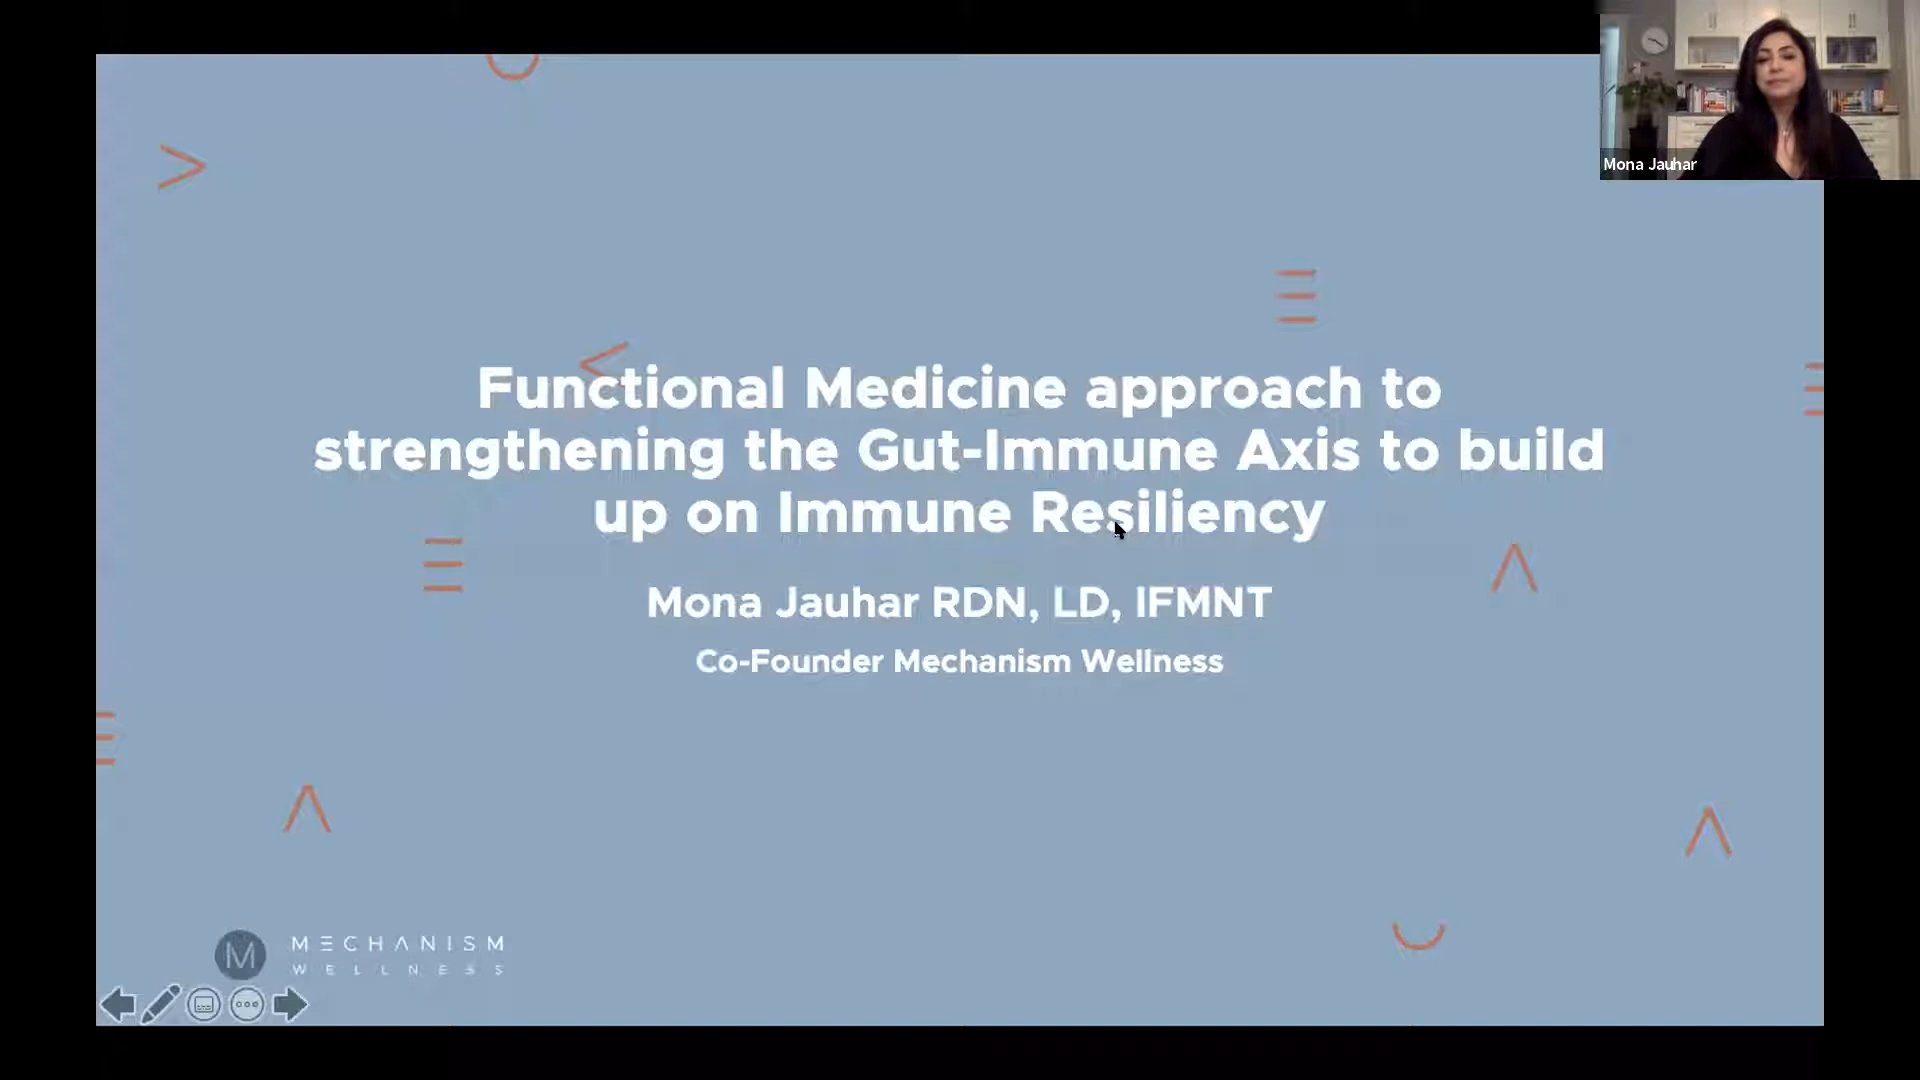 Mona Jauhar
Functional Medicine approach to
strengthening the Gut-Immune Axis to build
up on Immune Resiliency
Mona Jauhar RDN, LD, IFMNT
Co-Founder Mechanism Wellness
M
MECHANISM
WELLNESS